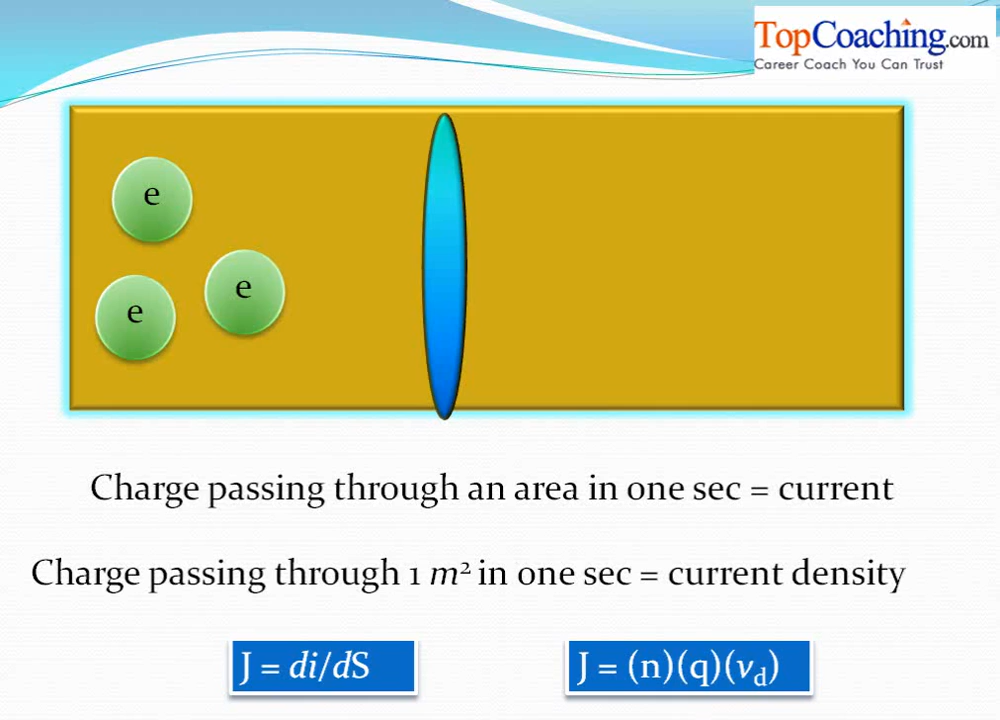 TopCoaching.com
Career Coach You Can Trust
e
e
e
Charge passing through an area in one sec = current
Charge passing through 1 m² in one sec = current density
J = di/dS
J = (n)(q)(v_d)